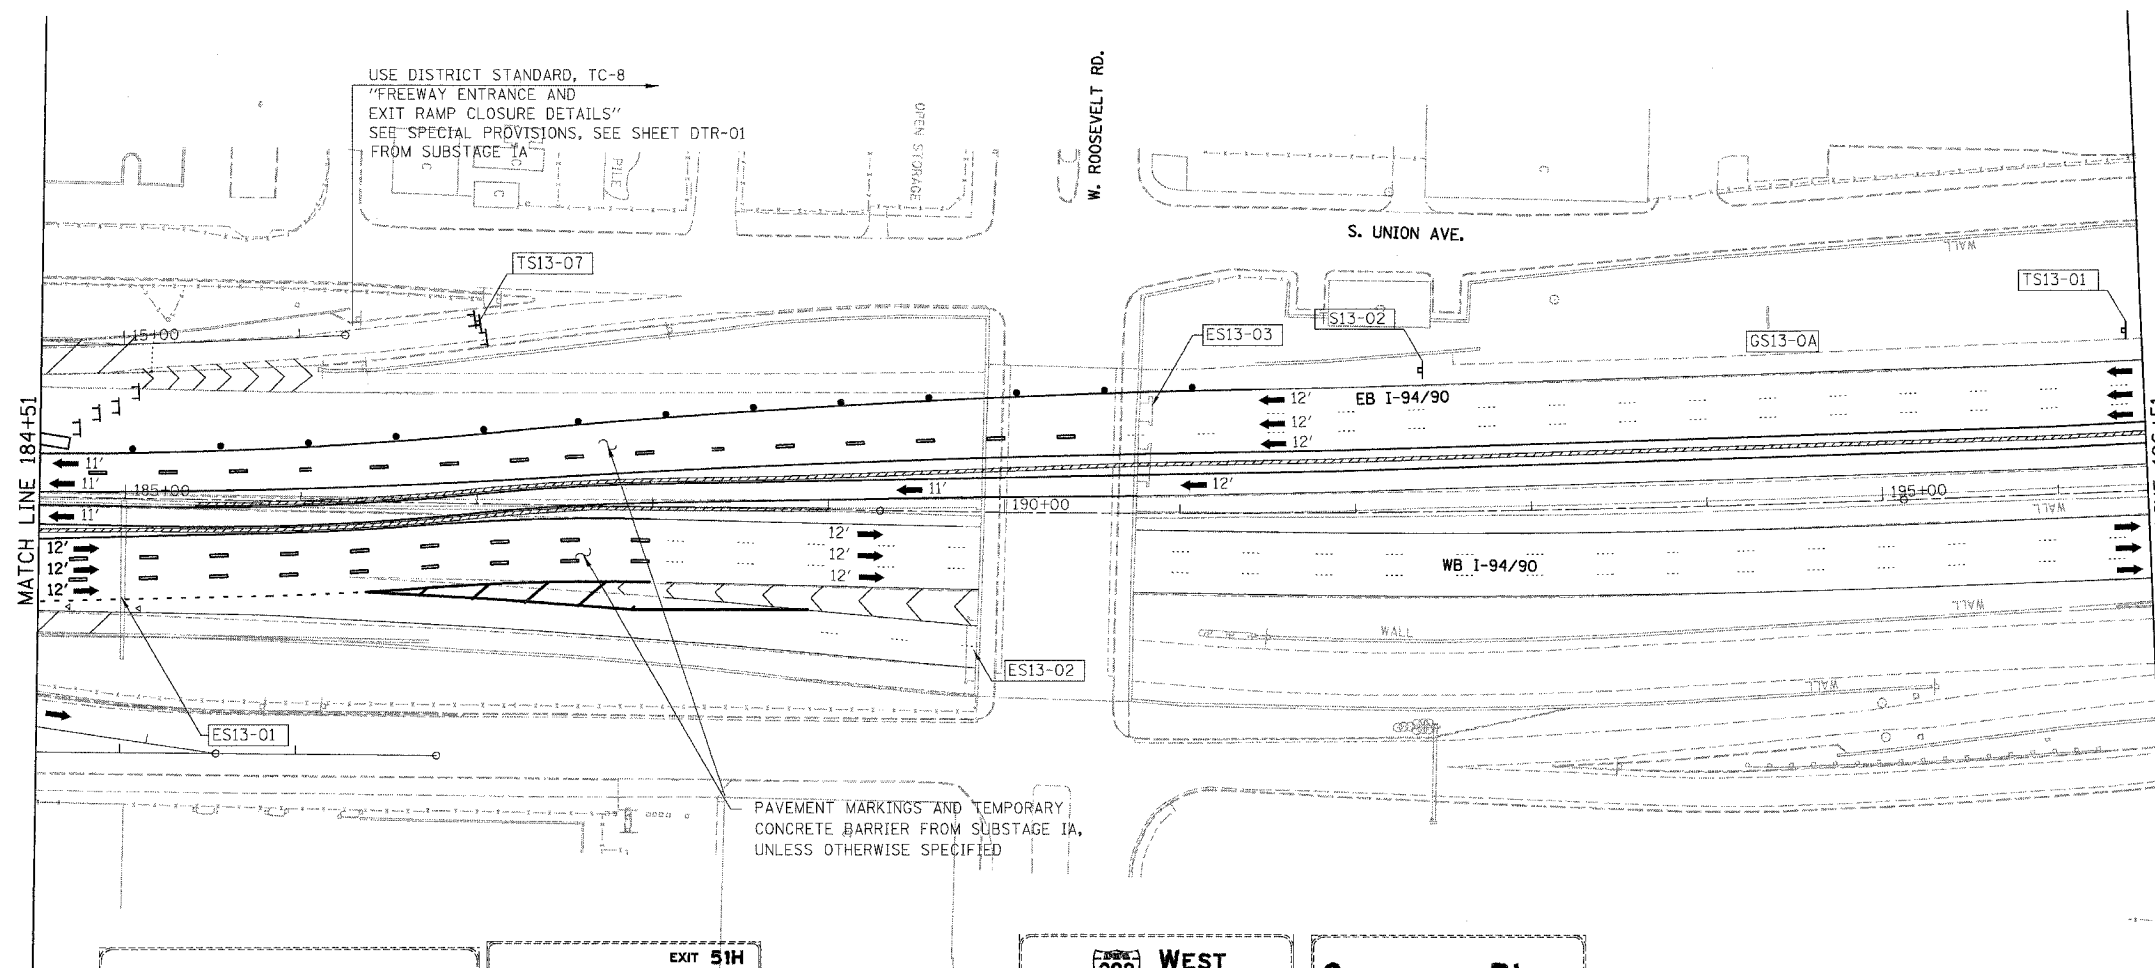 USE DISTRICT STANDARD, TC-8
"FREEWAY ENTRANCE AND
EXIT RAMP CLOSURE DETAILS"
SEE SPECIAL PROVISIONS, SEE SHEET DTR-01
FROM SUBSTAGE IA
C
C
C
PILE
OPEN STORAGE
W. ROOSEVELT RD.
C
S. UNION AVE.
WALL
TS13-07
TS13-01
15+00
ES13-03
TS13-02
GS13-0A
MATCH LINE 184+51
12'
EB I-94/90
12'
12'
11'
11'
185+00
11'
12'
190+00
195+00
WALL
11'
12'
12'
12'
12'
12'
12'
WB I-94/90
WALL
WALL
ES13-02
WALL
ES13-01
PAVEMENT MARKINGS AND TEMPORARY
CONCRETE BARRIER FROM SUBSTAGE IA,
UNLESS OTHERWISE SPECIFIED
EXIT 51H
WEST